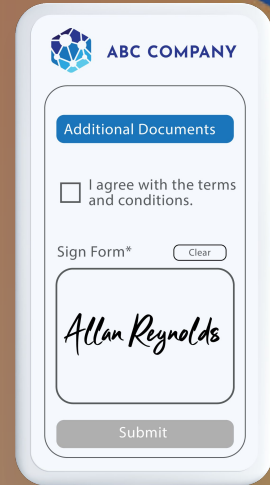 ABC COMPANY
Additional Documents
I agree with the terms
and conditions.
Sign Form*
Clear
Allan Reynolds
Submit